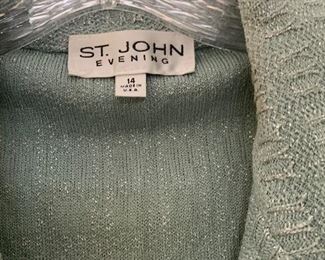 ST. JOHN
EVENING
14
MADE IN
U.S.A.